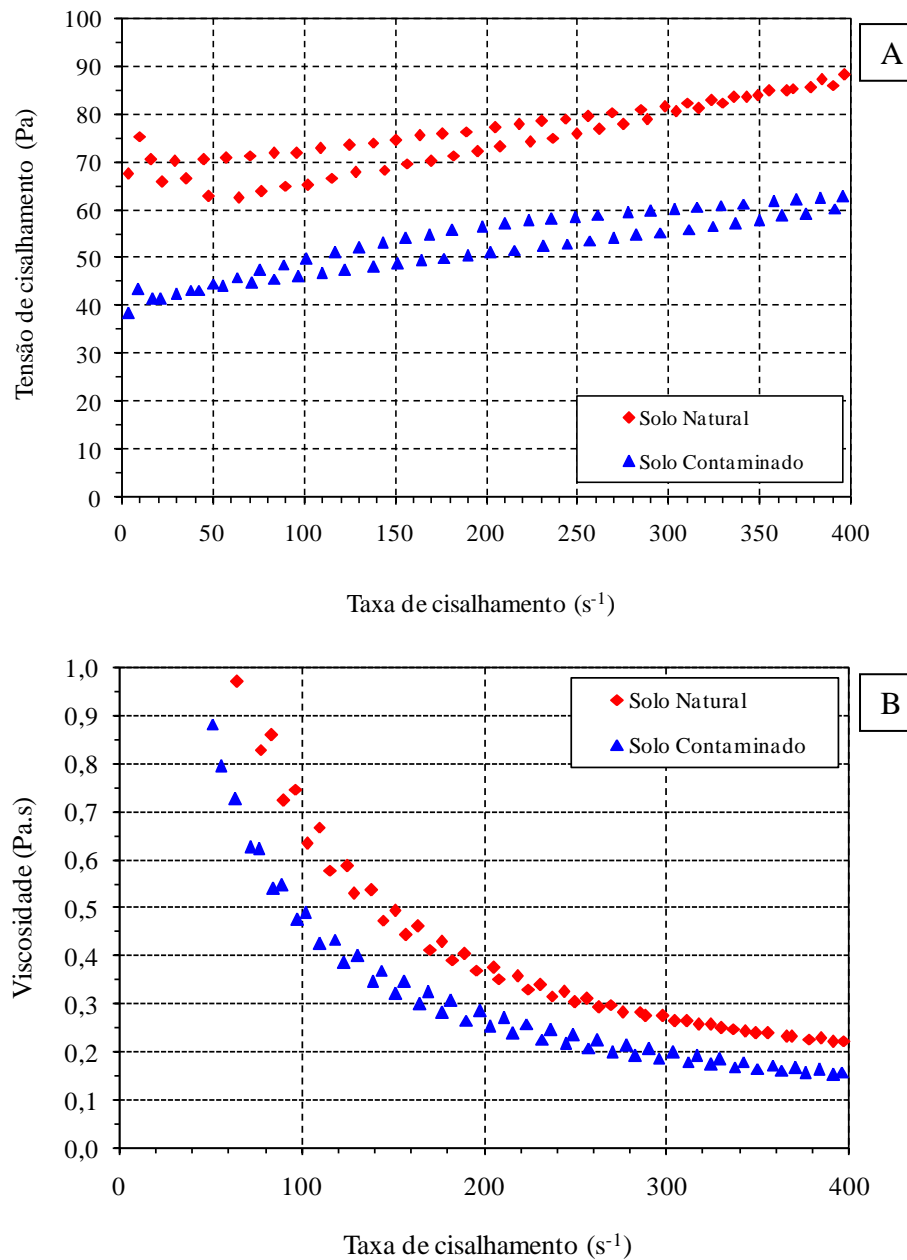 100
90
80
70
60
50
40
30
20
10
0
Tensão de cisalhamento (Pa)
A
Solo Natural
Solo Contaminado
0 50 100 150 200 250 300 350 400
Taxa de cisalhamento (s-1)
1,0
0,9
0,8
0,7
0,6
0,5
0,4
0,3
0,2
0,1
0,0
Viscosidade (Pa.s)
B
Solo Natural
Solo Contaminado
0 100 200 300 400
Taxa de cisalhamento (s-1)